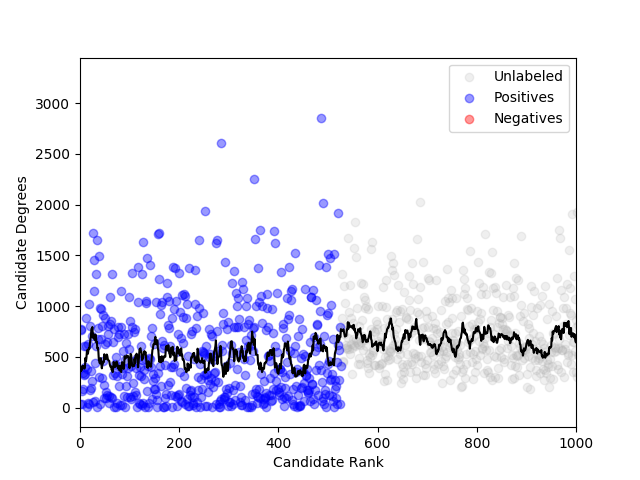 Unlabeled
Positives
Negatives
3000
2500
2000
1500
1000
500
0
Candidate Degrees
0 200 400 600 800 1000
Candidate Rank